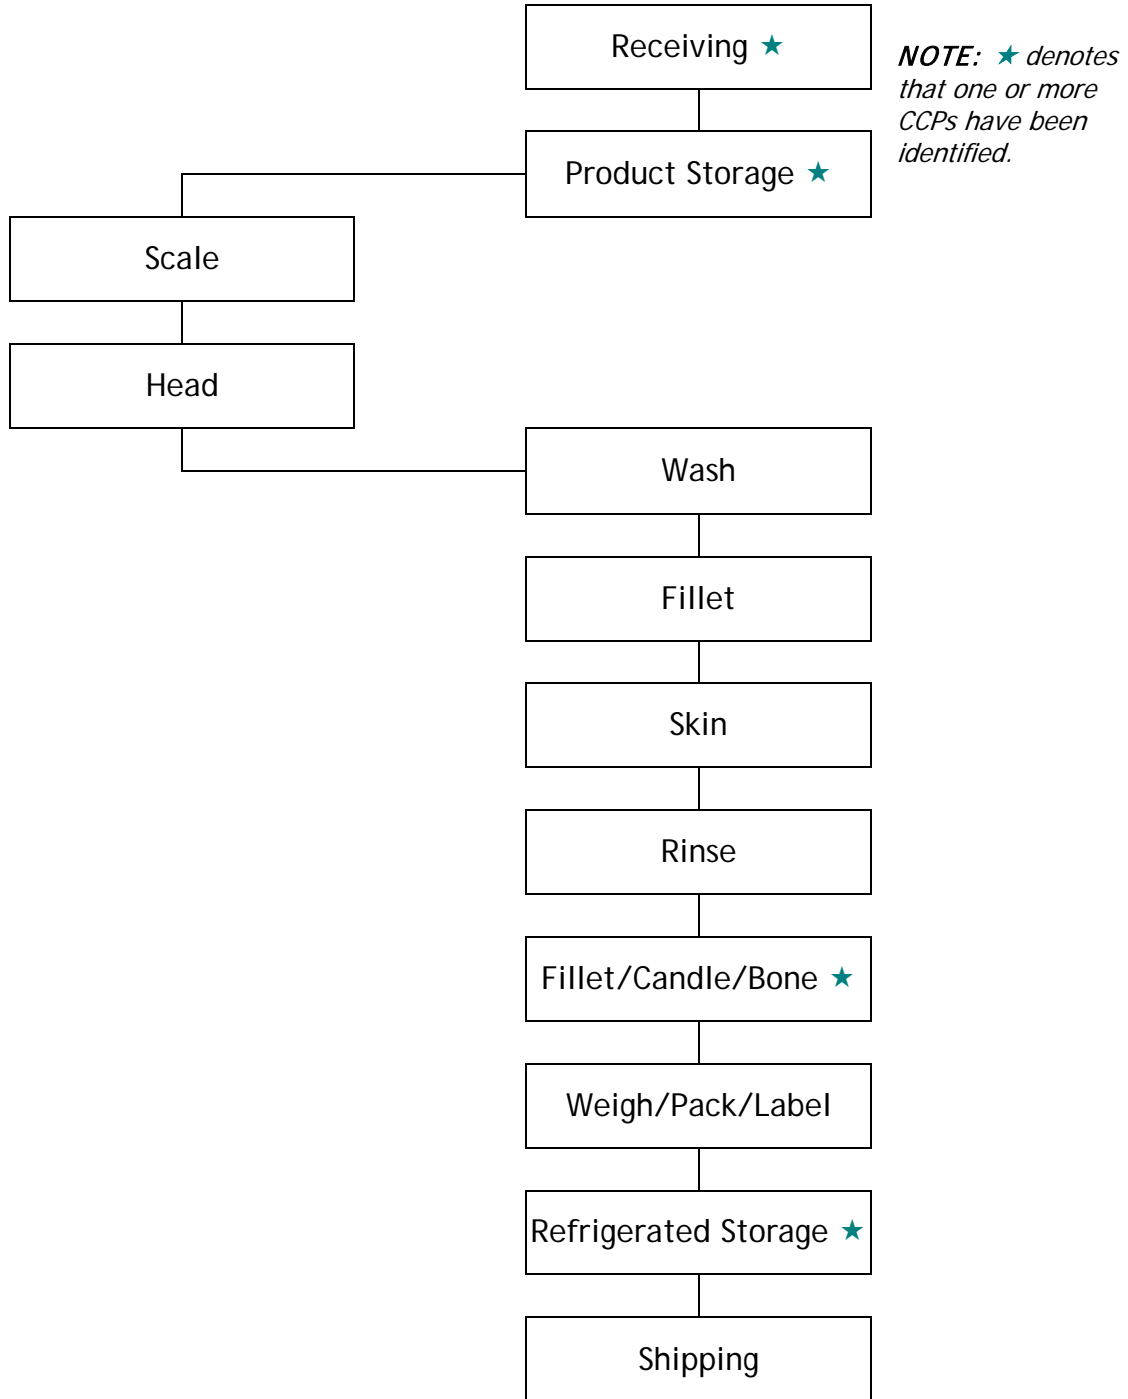 Receiving ★
NOTE: ★ denotes
that one or more
CCPs have been
identified.
Product Storage ★
Scale
Head
Wash
Fillet
Skin
Rinse
Fillet/Candle/Bone ★
Weigh/Pack/Label
Refrigerated Storage ★
Shipping